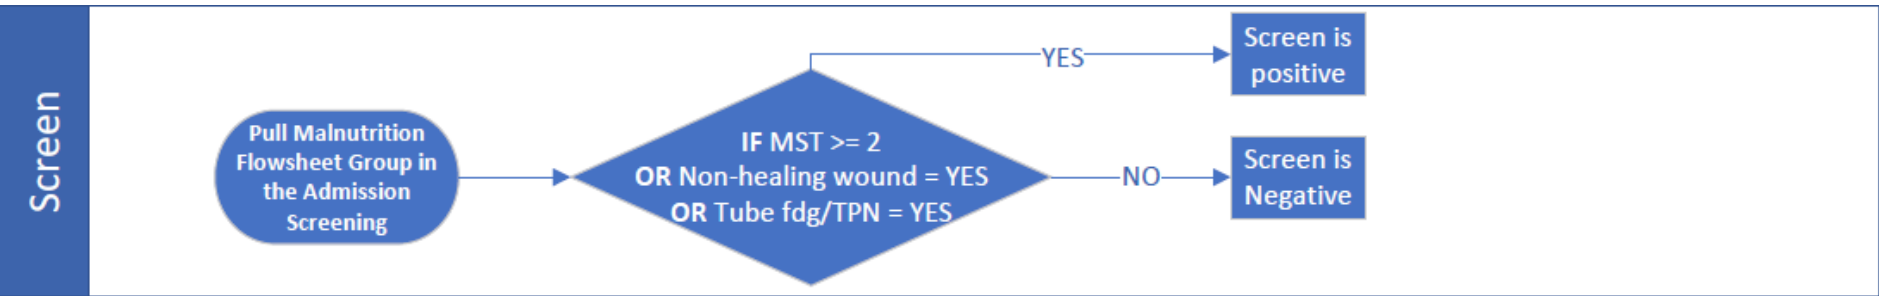 Screen
Pull Malnutrition
Flowsheet Group in
the Admission
Screening
IF MST >= 2
OR Non-healing wound = YES
OR Tube fdg/TPN = YES
YES
Screen is
positive
NO
Screen is
Negative